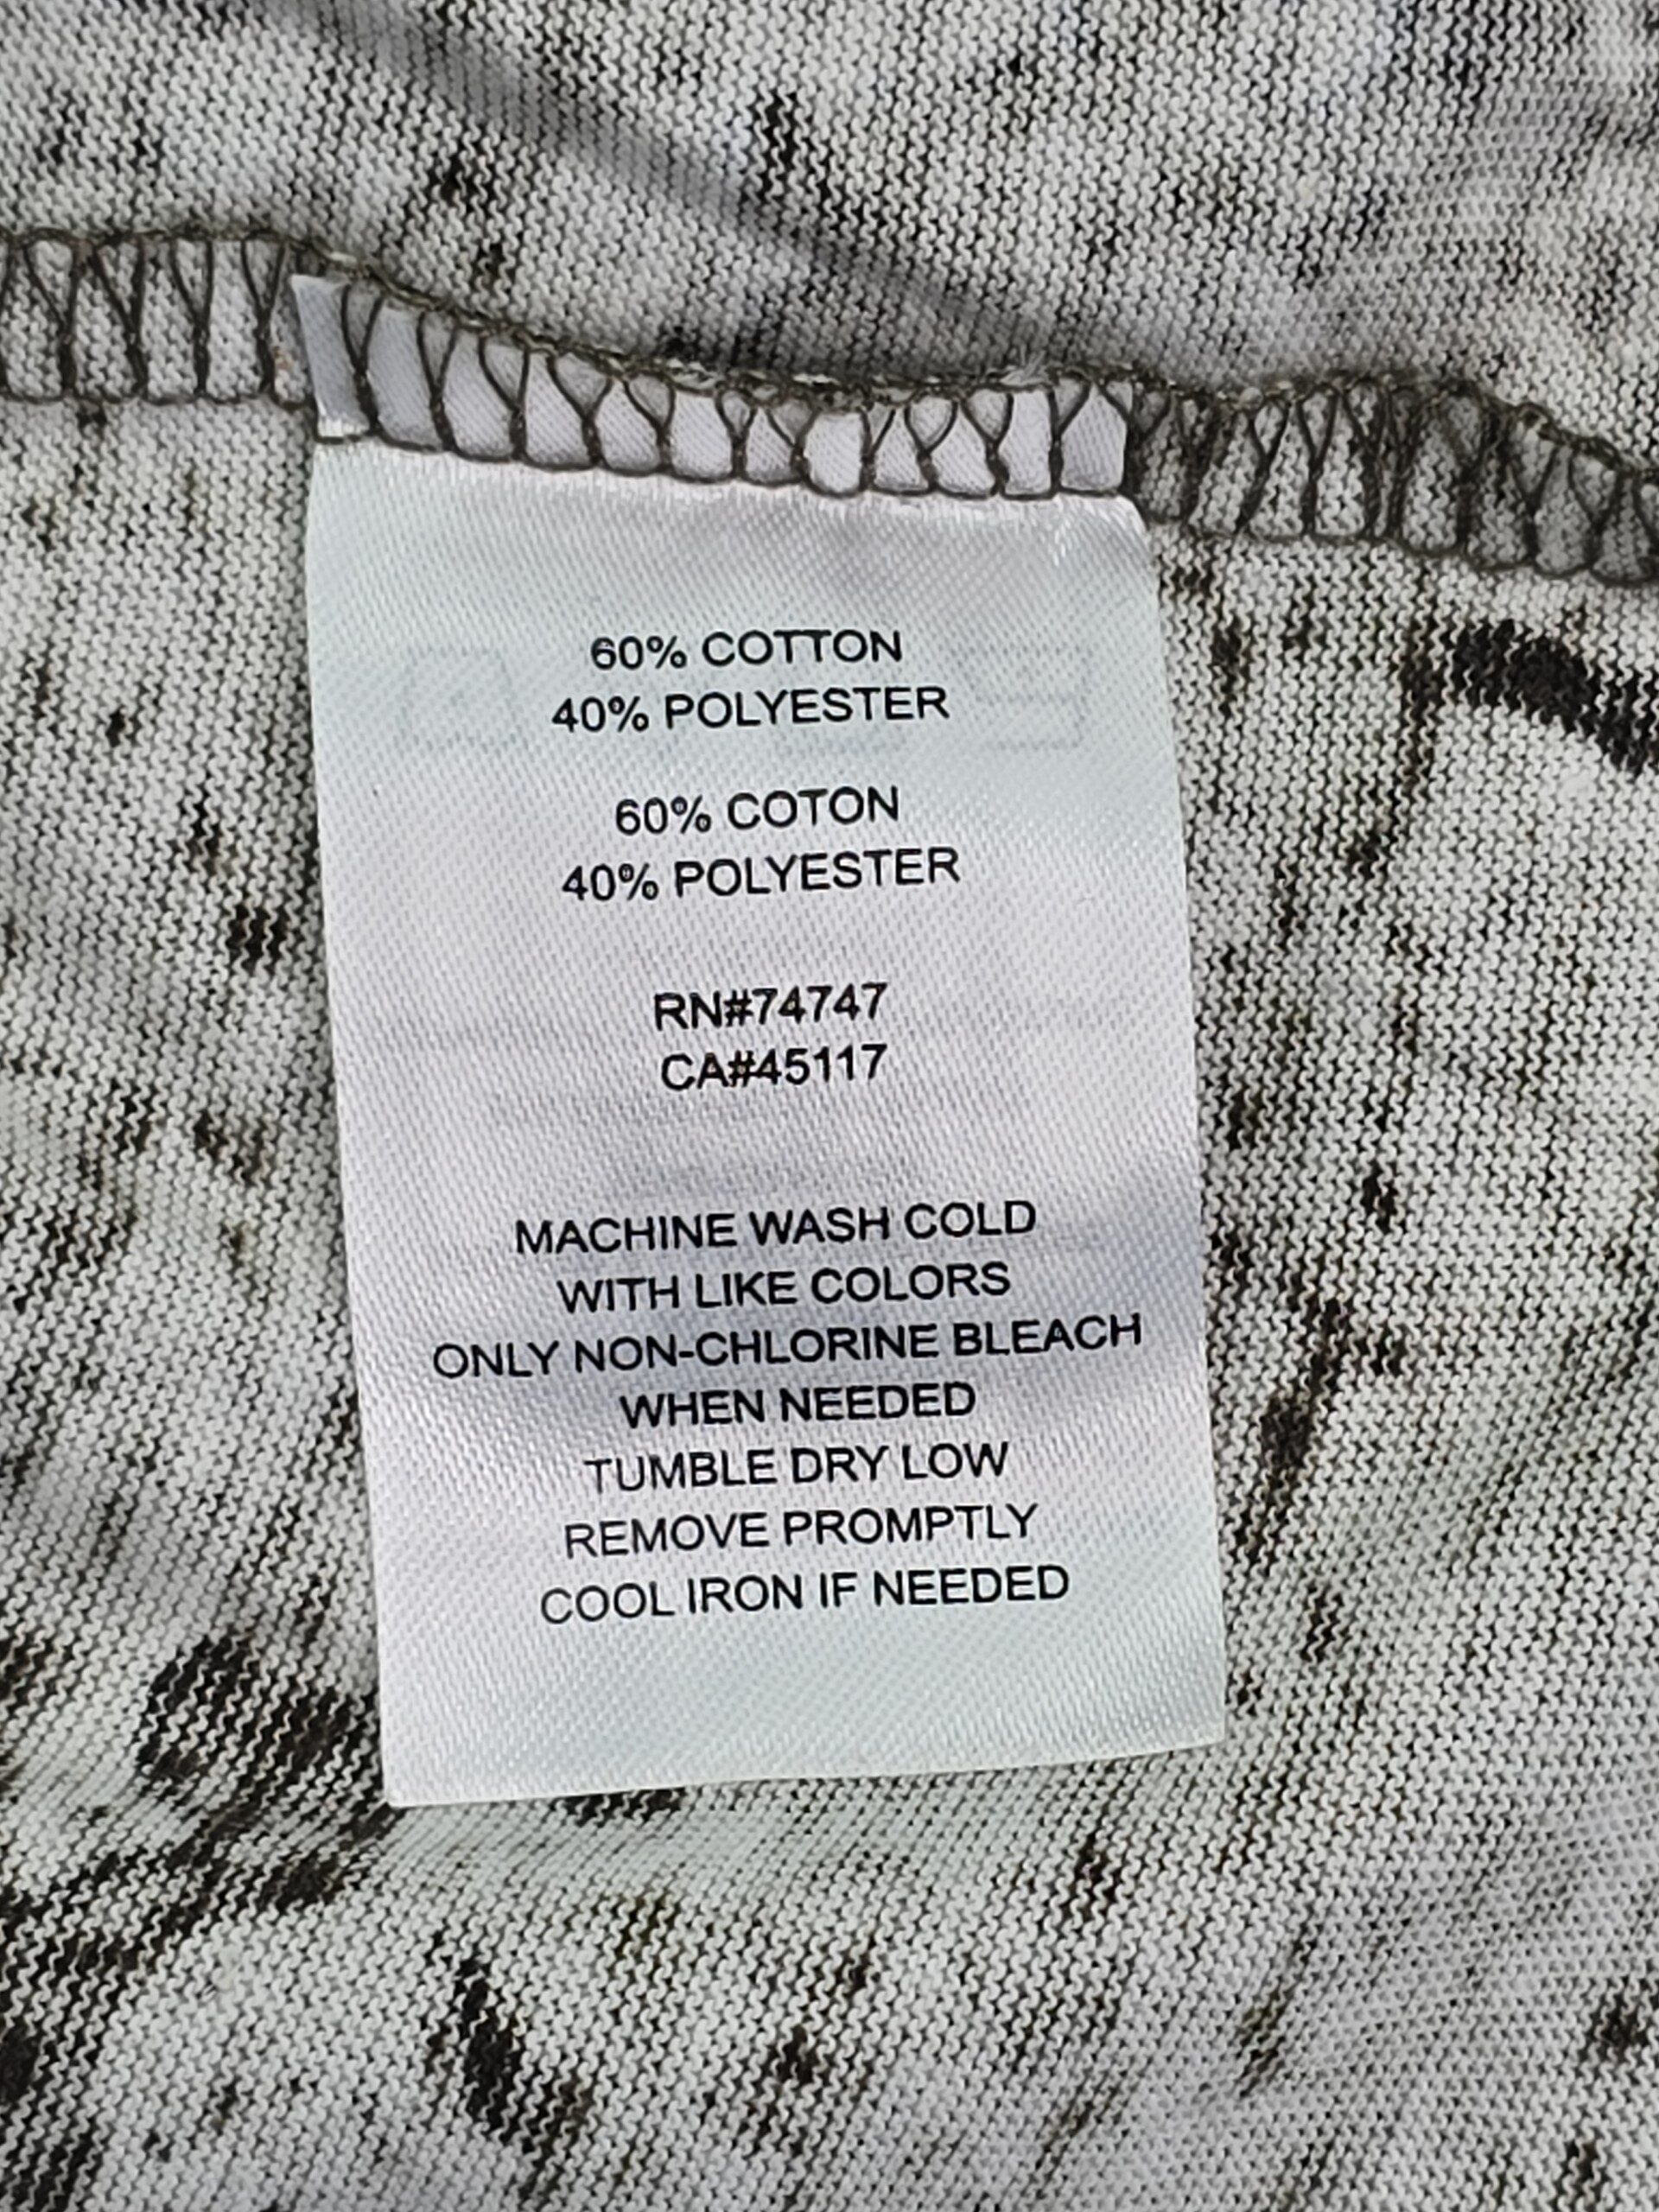 60% COTTON
40% POLYESTER
60% COTON
40% POLYESTER
RN#74747
CA#45117
MACHINE WASH COLD
WITH LIKE COLORS
ONLY NON-CHLORINE BLEACH
WHEN NEEDED
TUMBLE DRY LOW
REMOVE PROMPTLY
COOL IRON IF NEEDED